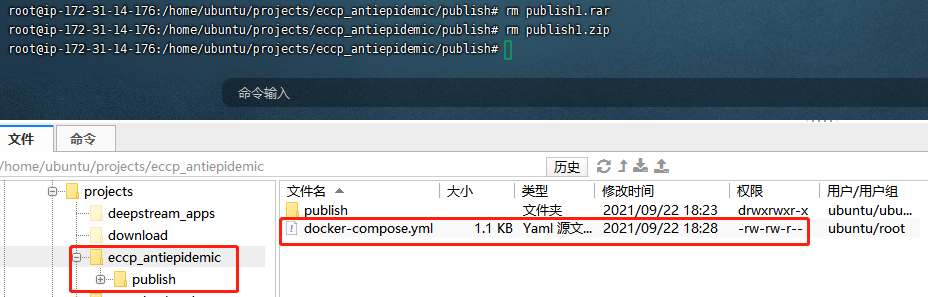 root@ip-172-31-14-176:/home/ubuntu/projects/eccp_antiepidemic/publish# rm publish1.rar
root@ip-172-31-14-176:/home/ubuntu/projects/eccp_antiepidemic/publish# rm publish1.zip
root@ip-172-31-14-176:/home/ubuntu/projects/eccp_antiepidemic/publish#
命令输入
文件 命令
/home/ubuntu/projects/eccp_antiepidemic 历史
projects
deepstream_apps
download
eccp_antiepidemic
publish
文件名 大小 类型 修改时间 权限 用户/用户组
publish 文件夹 2021/09/22 18:23 drwxrwxr-x ubuntu/ubu...
docker-compose.yml 1.1 KB Yaml 源文... 2021/09/22 18:28 -rw-rw-r-- ubuntu/root